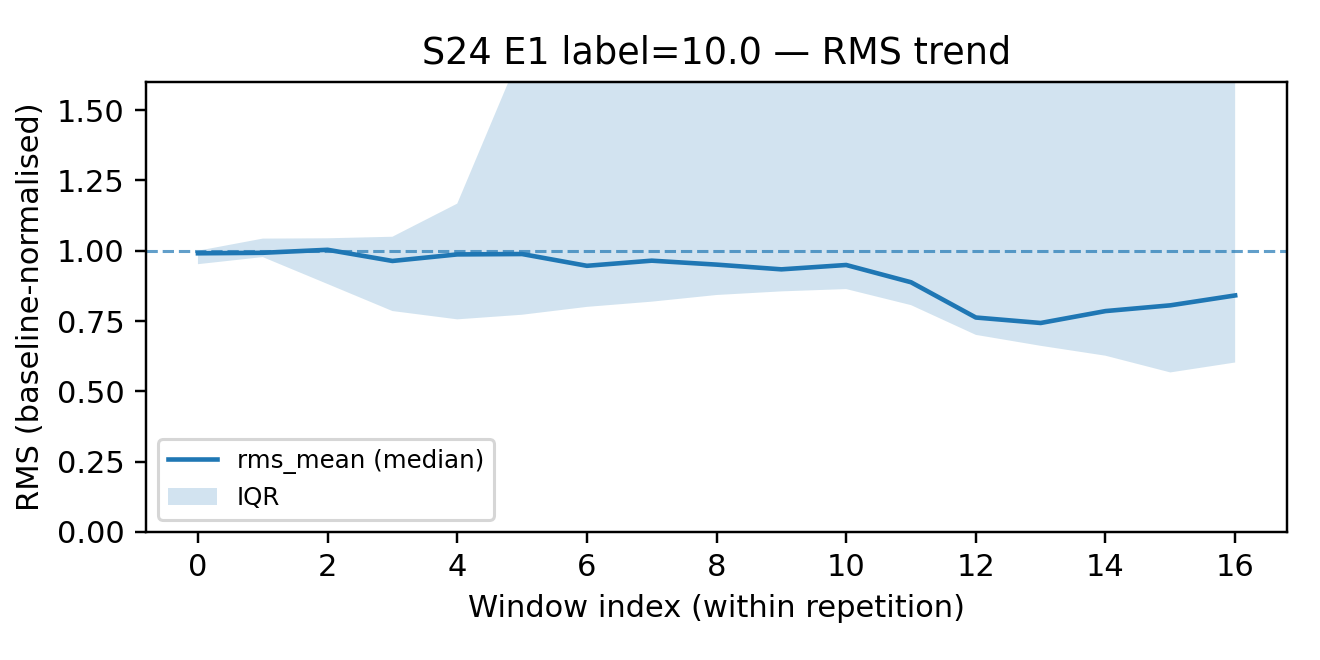 S24 E1 label=10.0 — RMS trend
RMS (baseline-normalised)
1.50
1.25
1.00
0.75
0.50
0.25
0.00
rms_mean (median)
IQR
0 2 4 6 8 10 12 14 16
Window index (within repetition)